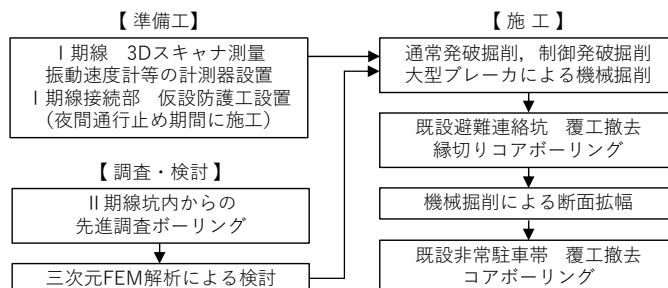 【 準備工】
Ⅰ期線　3Dスキャナ測量
振動速度計等の計測器設置
Ⅰ期線接続部　仮設防護工設置
（夜間通行止め期間に施工）
【 調査・検討】
Ⅱ期線坑内からの
先進調査ボーリング
三次元FEM解析による検討
【 施 工】
通常発破掘削，制御発破掘削
大型ブレーカによる機械掘削
既設避難連絡坑　覆工撤去
縁切りコアボーリング
機械掘削による断面拡幅
既設非常駐車帯　覆工撤去
コアボーリング